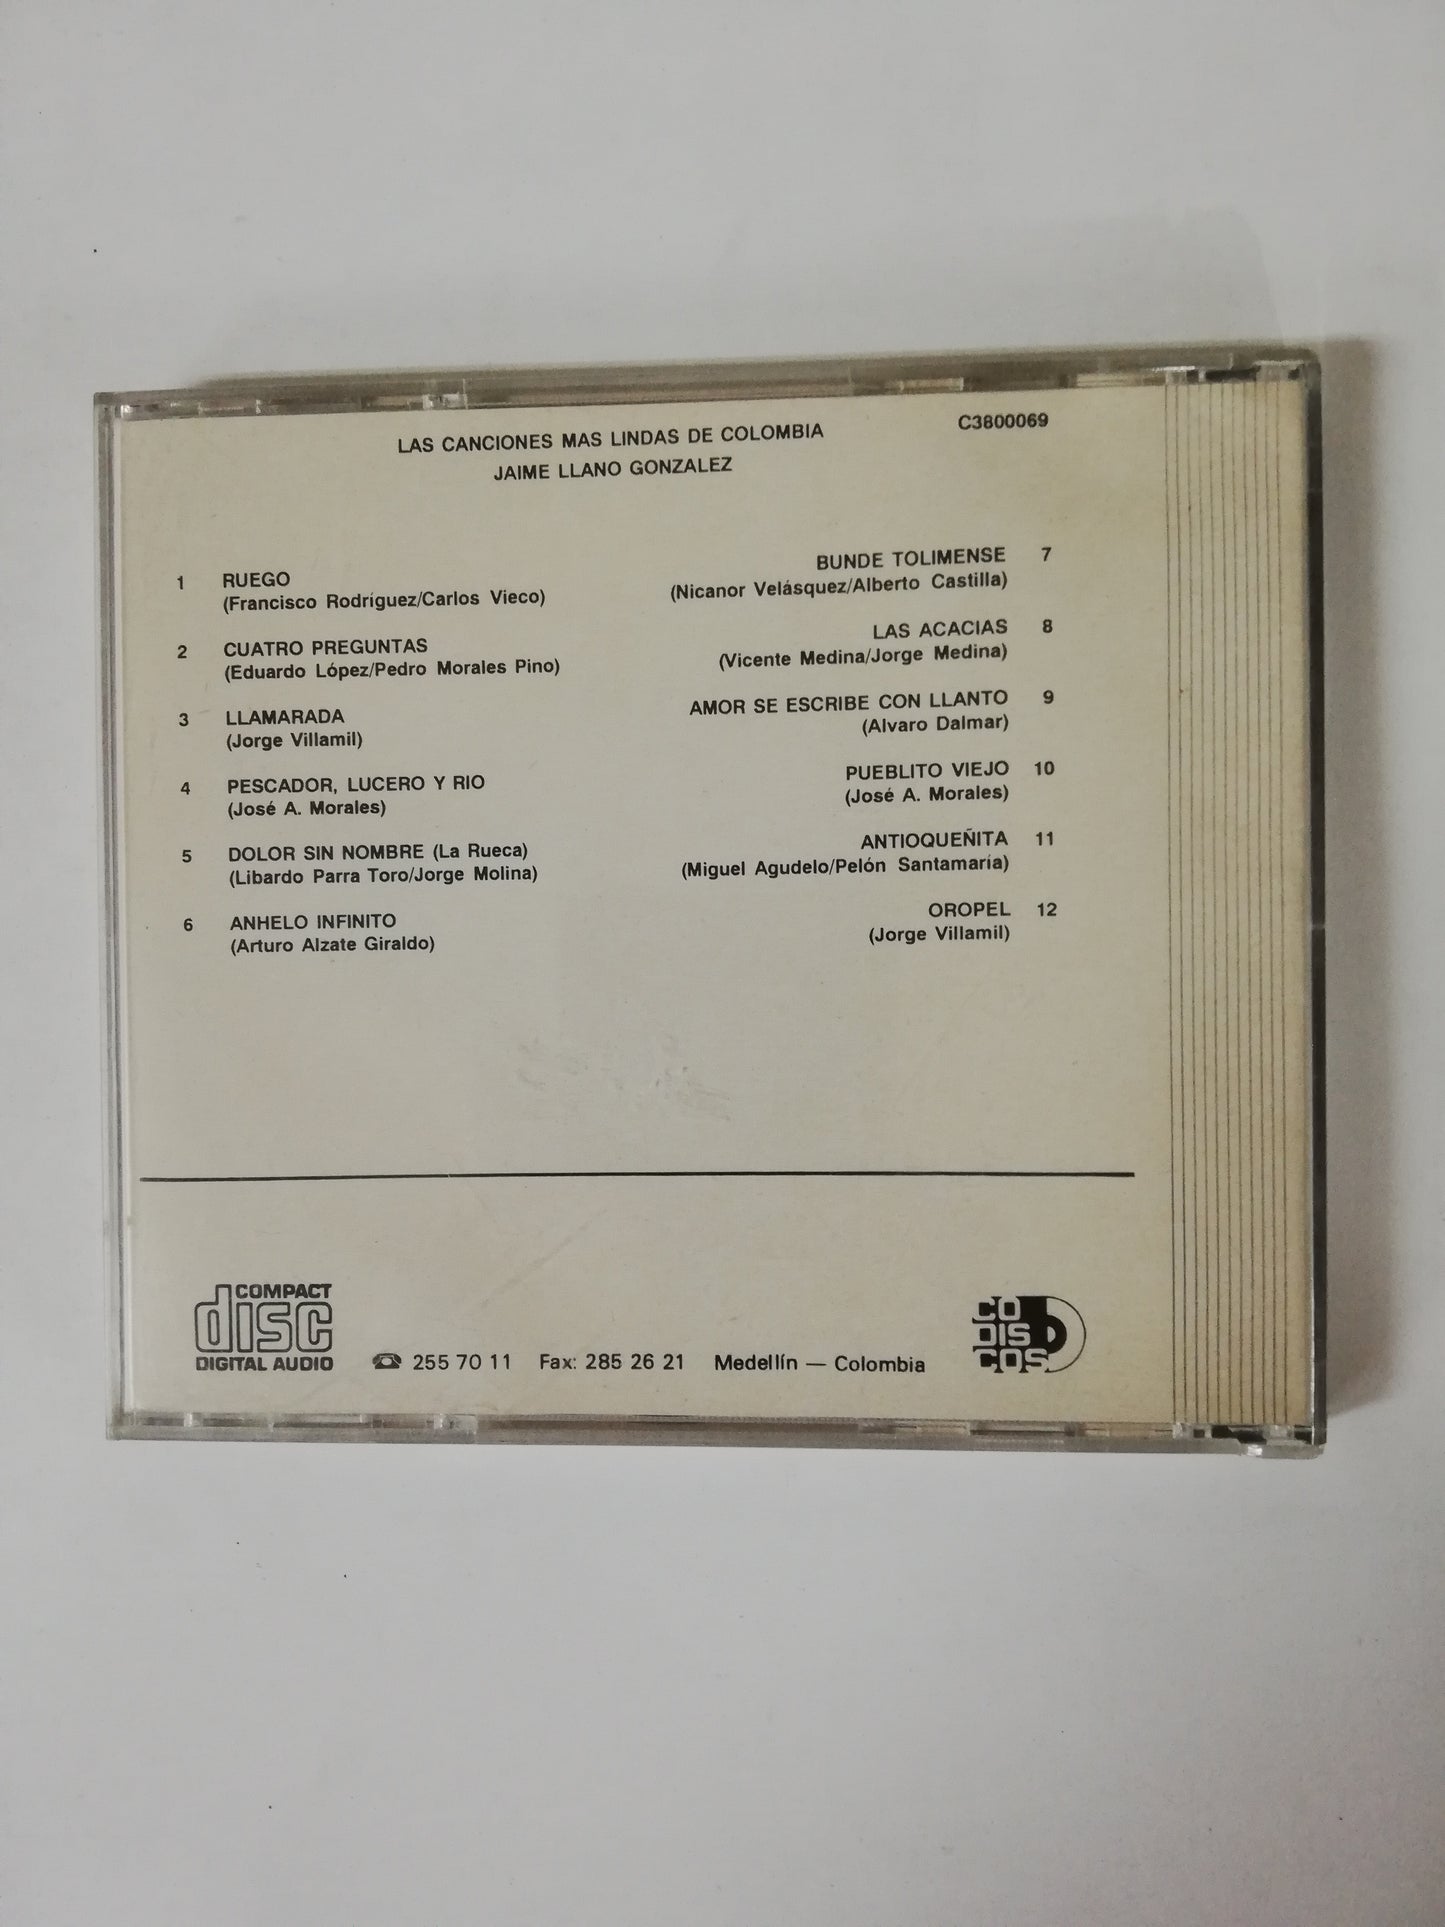 LAS CANCIONES MAS LINDAS DE COLOMBIA
C3800069
JAIME LLANO GONZALEZ
1 RUEGO
(Francisco Rodríguez/Carlos Vieco)
2 CUATRO PREGUNTAS
(Eduardo López/Pedro Morales Pino)
3 LLAMARADA
(Jorge Villamil)
4 PESCADOR, LUCERO Y RIO
(José A. Morales)
5 DOLOR SIN NOMBRE (La Rueca)
(Libardo Parra Toro/Jorge Molina)
6 ANHELO INFINITO
(Arturo Alzate Giraldo)
BUNDE TOLIMENSE 7
(Nicanor Velásquez/Alberto Castilla)
LAS ACACIAS 8
(Vicente Medina/Jorge Medina)
AMOR SE ESCRIBE CON LLANTO 9
(Alvaro Dalmar)
PUEBLITO VIEJO 10
(José A. Morales)
ANTIOQUEÑITA 11
(Miguel Agudelo/Pelón Santamaría)
OROPEL 12
(Jorge Villamil)
COMPACT
disc
DIGITAL AUDIO
☎ 255 70 11 Fax: 285 26 21 Medellín — Colombia
CO
DIS
COS